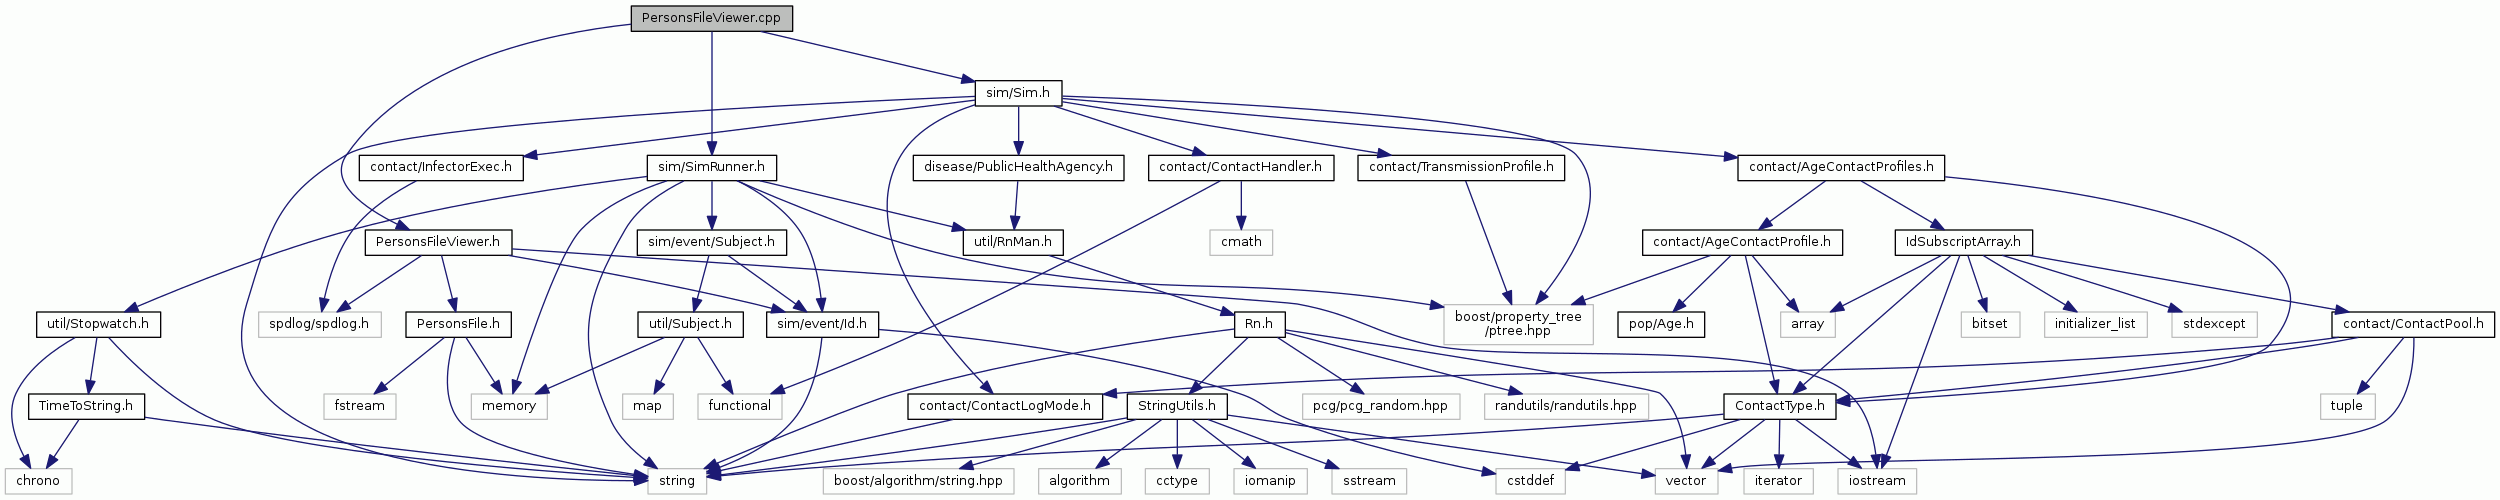 PersonsFileViewer.cpp
sim/Sim.h
contact/InfectorExec.h
sim/SimRunner.h
disease/PublicHealthAgency.h
contact/ContactHandler.h
contact/TransmissionProfile.h
contact/AgeContactProfiles.h
PersonsFileViewer.h
sim/event/Subject.h
util/RnMan.h
cmath
contact/AgeContactProfile.h
IdSubscriptArray.h
util/Stopwatch.h
spdlog/spdlog.h
PersonsFile.h
util/Subject.h
sim/event/Id.h
Rn.h
boost/property_tree
/ptree.hpp
pop/Age.h
array
bitset
initializer_list
stdexcept
contact/ContactPool.h
TimeToString.h
fstream
memory
map
functional
contact/ContactLogMode.h
StringUtils.h
pcg/pcg_random.hpp
randutils/randutils.hpp
ContactType.h
tuple
chrono
string
boost/algorithm/string.hpp
algorithm
cctype
iomanip
sstream
cstddef
vector
iterator
iostream